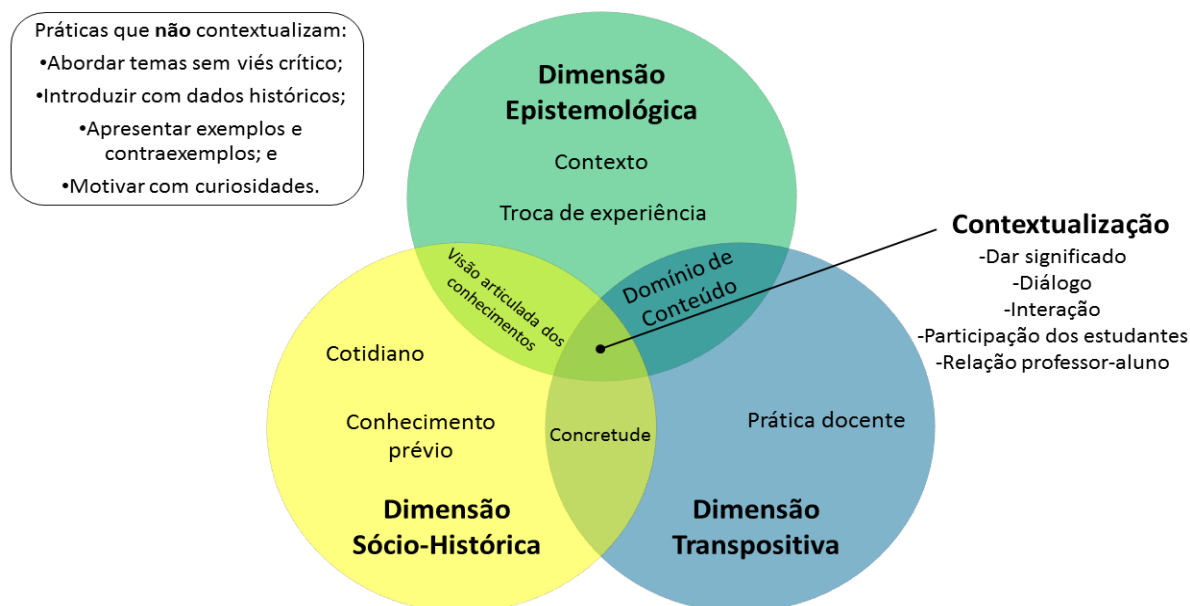 Práticas que não contextualizam:
•Abordar temas sem viés crítico;
•Introduzir com dados históricos;
•Apresentar exemplos e
contraexemplos; e
•Motivar com curiosidades.
Dimensão
Epistemológica
Contexto
Troca de experiência
Contextualização
-Dar significado
-Diálogo
-Interação
-Participação dos estudantes
-Relação professor-aluno
Visão articulada dos
conhecimentos
Domínio de
Conteúdo
Cotidiano
Conhecimento
prévio
Concretude
Prática docente
Dimensão
Sócio-Histórica
Dimensão
Transpositiva